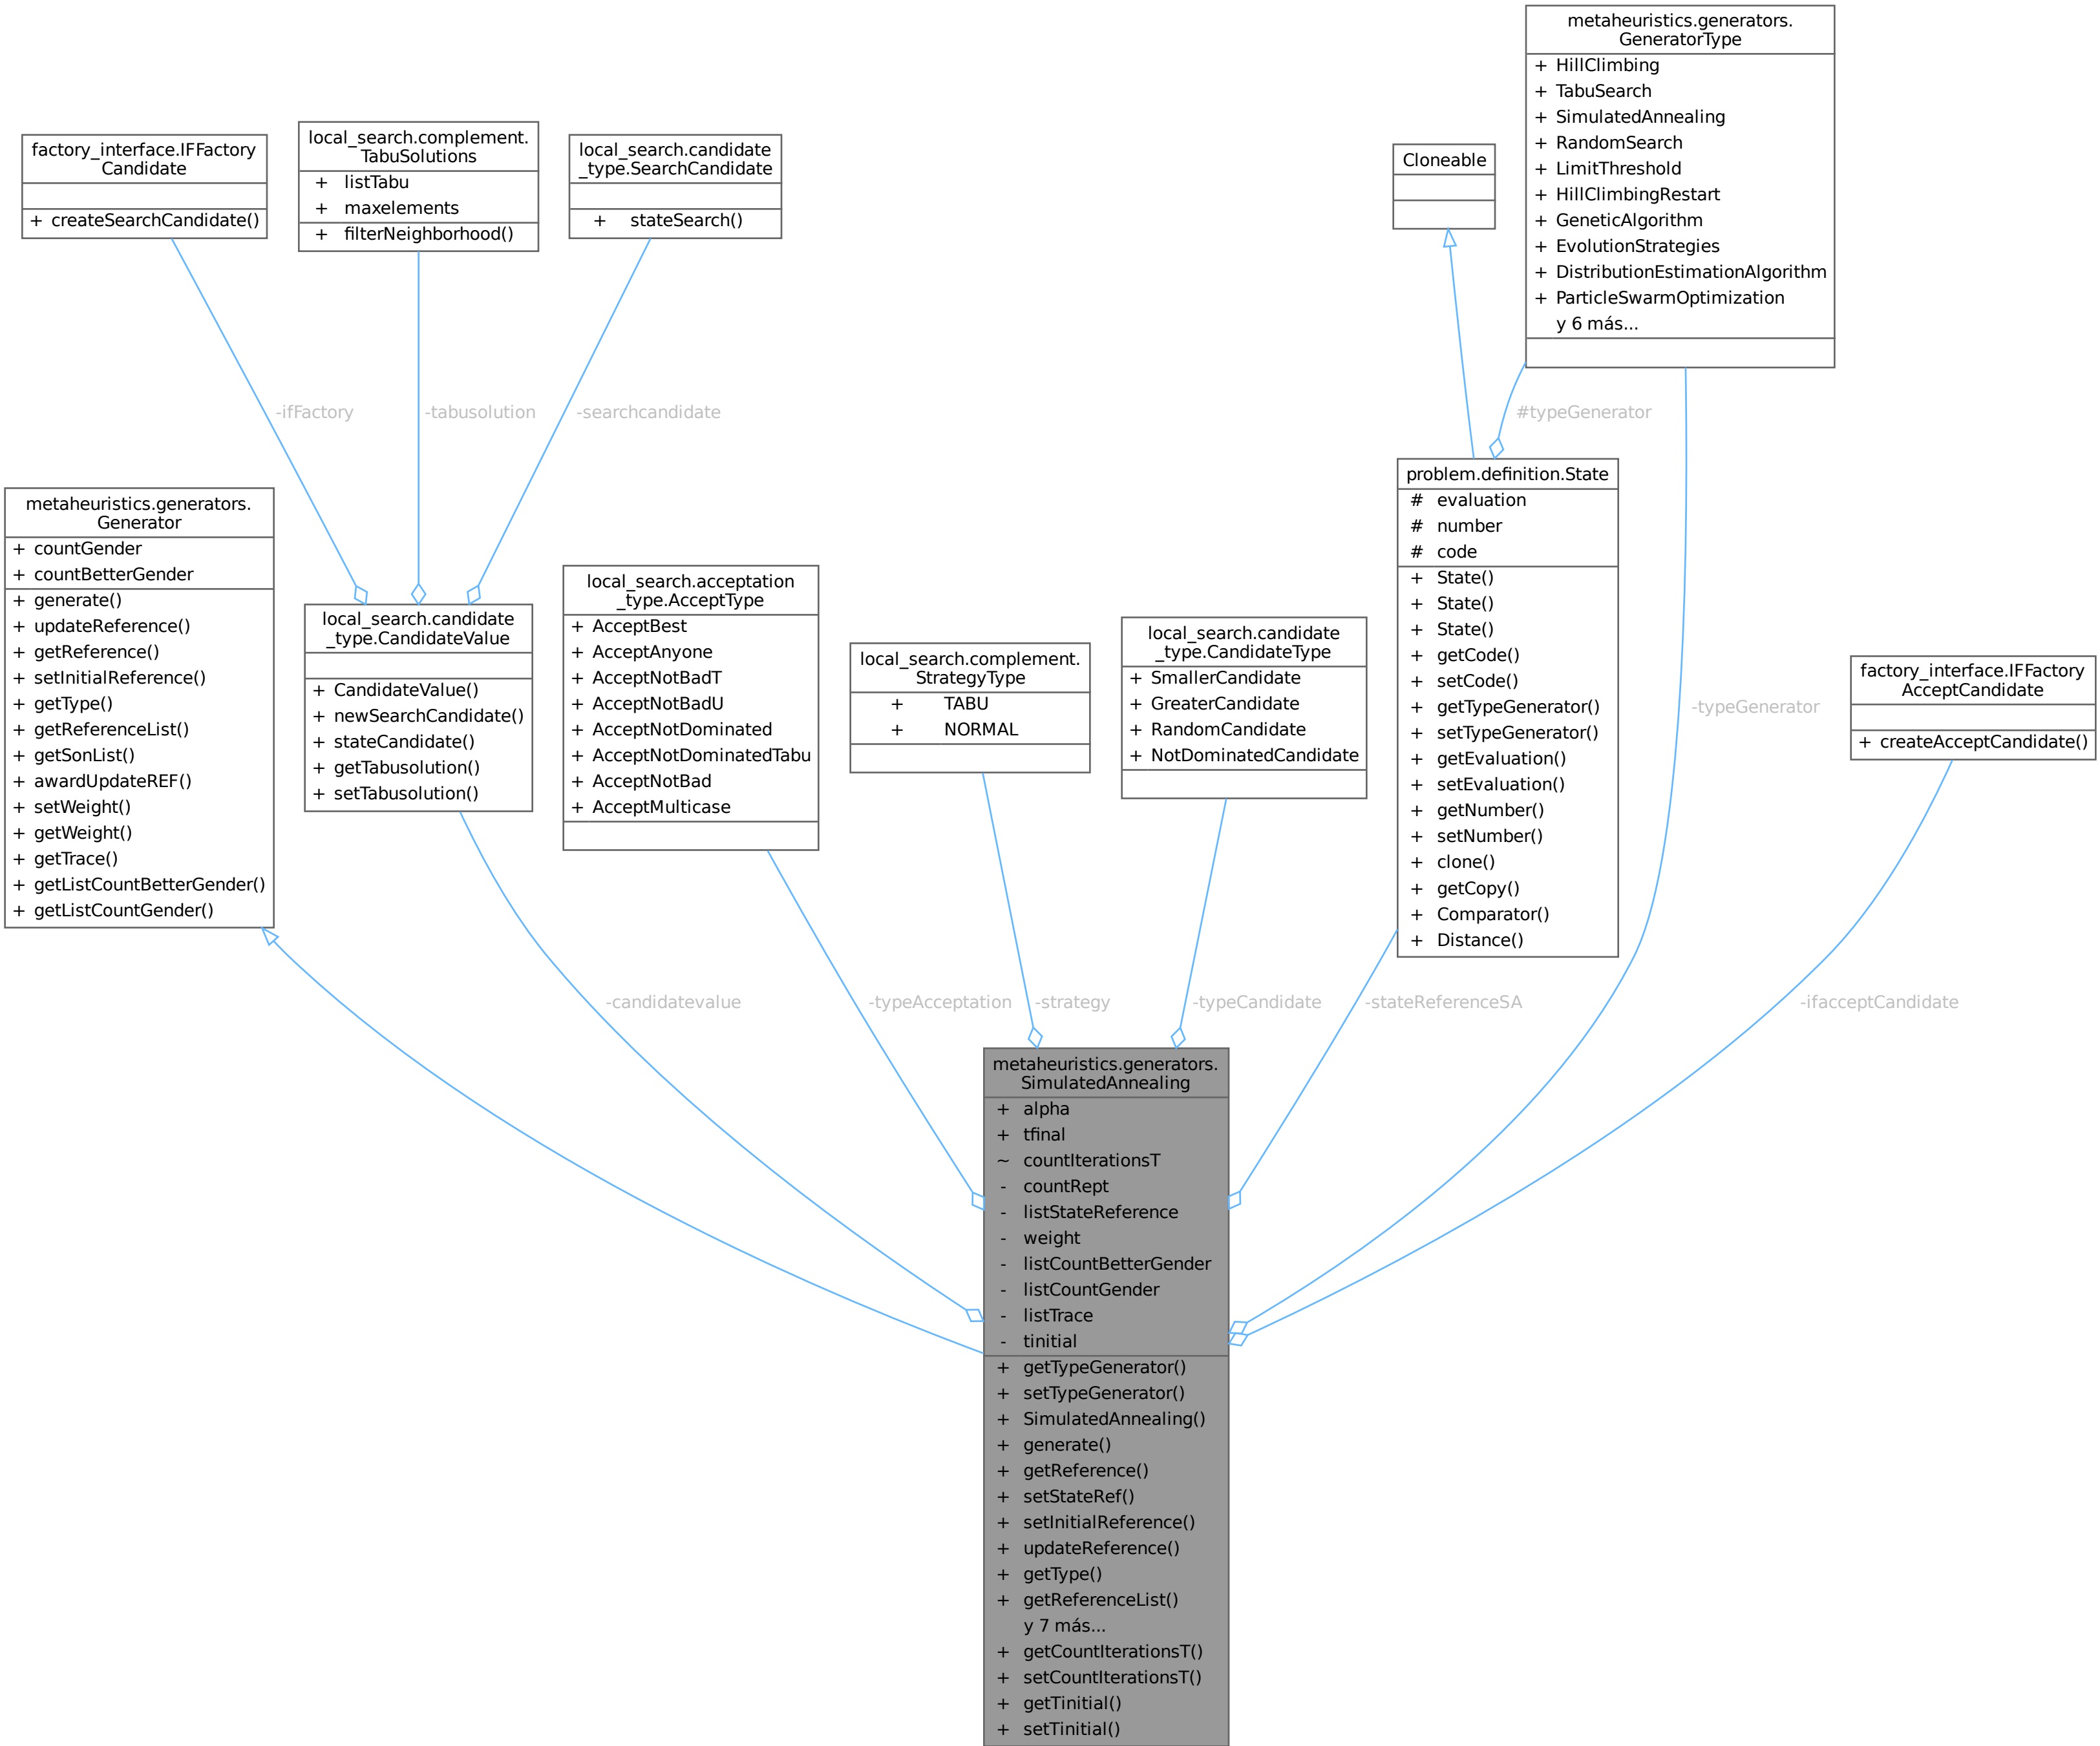 metaheuristics.generators.
GeneratorType
+ HillClimbing
+ TabuSearch
+ SimulatedAnnealing
+ RandomSearch
+ LimitThreshold
+ HillClimbingRestart
+ GeneticAlgorithm
+ EvolutionStrategies
+ DistributionEstimationAlgorithm
+ ParticleSwarmOptimization
y 6 más...
factory_interface.IFFactory
Candidate
+ createSearchCandidate()
local_search.complement.
TabuSolutions
+ listTabu
+ maxelements
+ filterNeighborhood()
local_search.candidate
_type.SearchCandidate
+ stateSearch()
Cloneable
-ifFactory
-tabusolution
-searchcandidate
#typeGenerator
metaheuristics.generators.
Generator
+ countGender
+ countBetterGender
+ generate()
+ updateReference()
+ getReference()
+ setInitialReference()
+ getType()
+ getReferenceList()
+ getSonList()
+ awardUpdateREF()
+ setWeight()
+ getWeight()
+ getTrace()
+ getListCountBetterGender()
+ getListCountGender()
local_search.candidate
_type.CandidateValue
+ CandidateValue()
+ newSearchCandidate()
+ stateCandidate()
+ getTabusolution()
+ setTabusolution()
local_search.acceptation
_type.AcceptType
+ AcceptBest
+ AcceptAnyone
+ AcceptNotBadT
+ AcceptNotBadU
+ AcceptNotDominated
+ AcceptNotDominatedTabu
+ AcceptNotBad
+ AcceptMulticase
local_search.complement.
StrategyType
+ TABU
+ NORMAL
local_search.candidate
_type.CandidateType
+ SmallerCandidate
+ GreaterCandidate
+ RandomCandidate
+ NotDominatedCandidate
problem.definition.State
# evaluation
# number
# code
+ State()
+ State()
+ State()
+ getCode()
+ setCode()
+ getTypeGenerator()
+ setTypeGenerator()
+ getEvaluation()
+ setEvaluation()
+ getNumber()
+ setNumber()
+ clone()
+ getCopy()
+ Comparator()
+ Distance()
-typeGenerator
factory_interface.IFFactory
AcceptCandidate
+ createAcceptCandidate()
-candidatevalue
-typeAcceptation
-strategy
-typeCandidate
-stateReferenceSA
-ifacceptCandidate
metaheuristics.generators.
SimulatedAnnealing
+ alpha
+ tfinal
~ countIterationsT
- countRept
- listStateReference
- weight
- listCountBetterGender
- listCountGender
- listTrace
- tinitial
+ getTypeGenerator()
+ setTypeGenerator()
+ SimulatedAnnealing()
+ generate()
+ getReference()
+ setStateRef()
+ setInitialReference()
+ updateReference()
+ getType()
+ getReferenceList()
y 7 más...
+ getCountIterationsT()
+ setCountIterationsT()
+ getTinitial()
+ setTinitial()